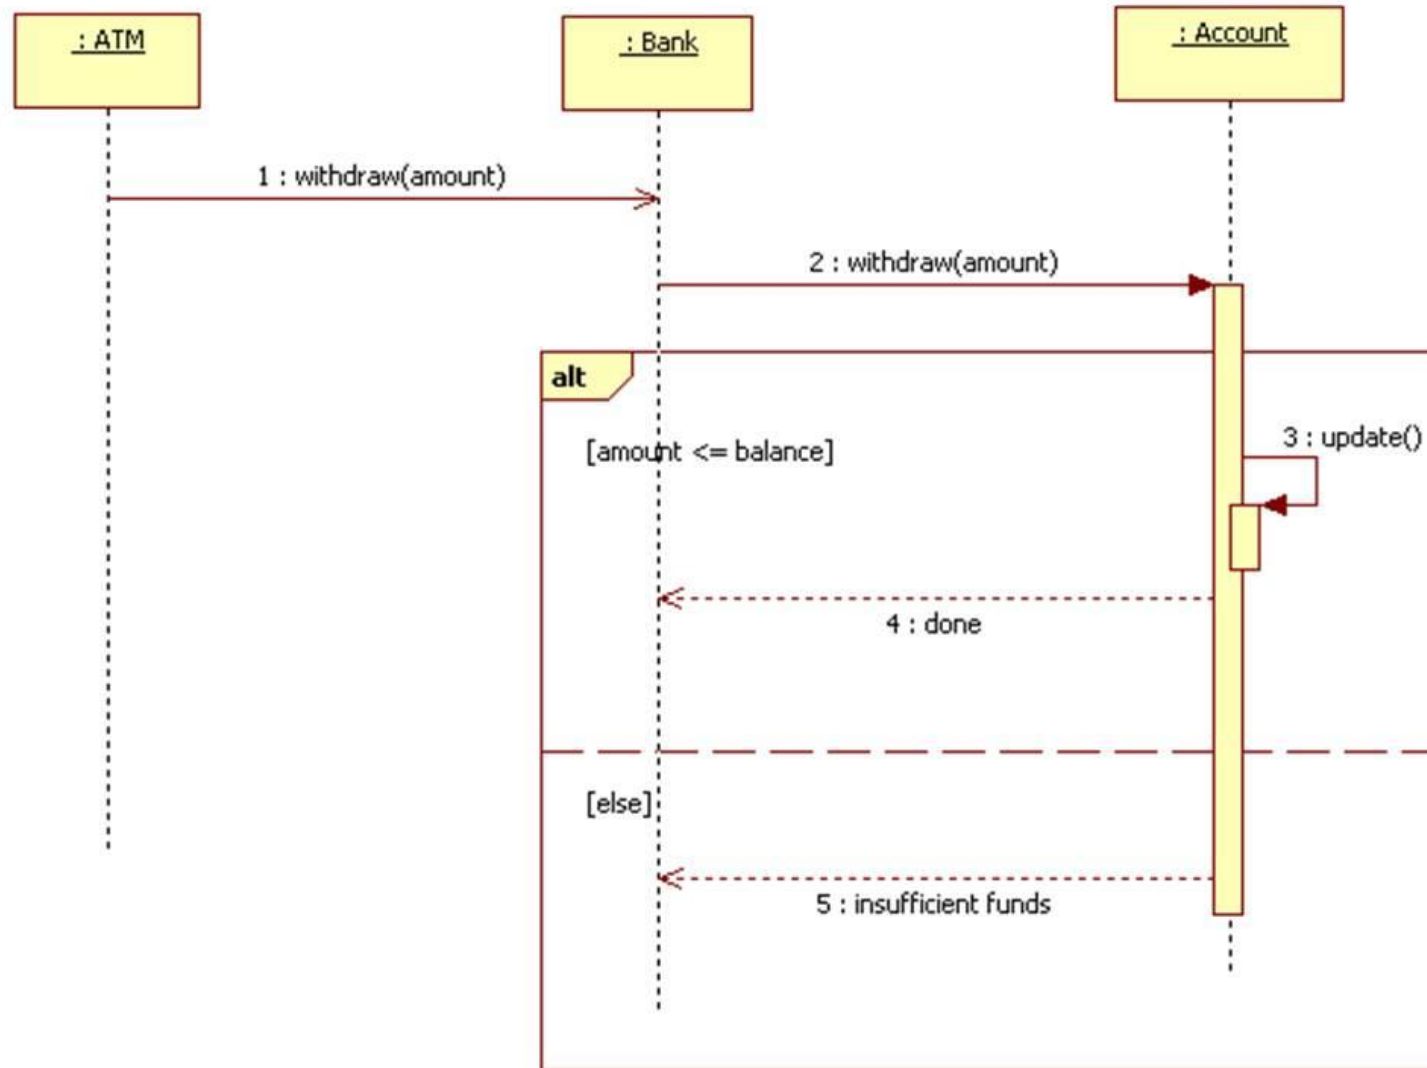 : ATM
: Bank
: Account
1 : withdraw(amount)
2 : withdraw(amount)
alt
3 : update()
[amount <= balance]
4 : done
[else]
5 : insufficient funds